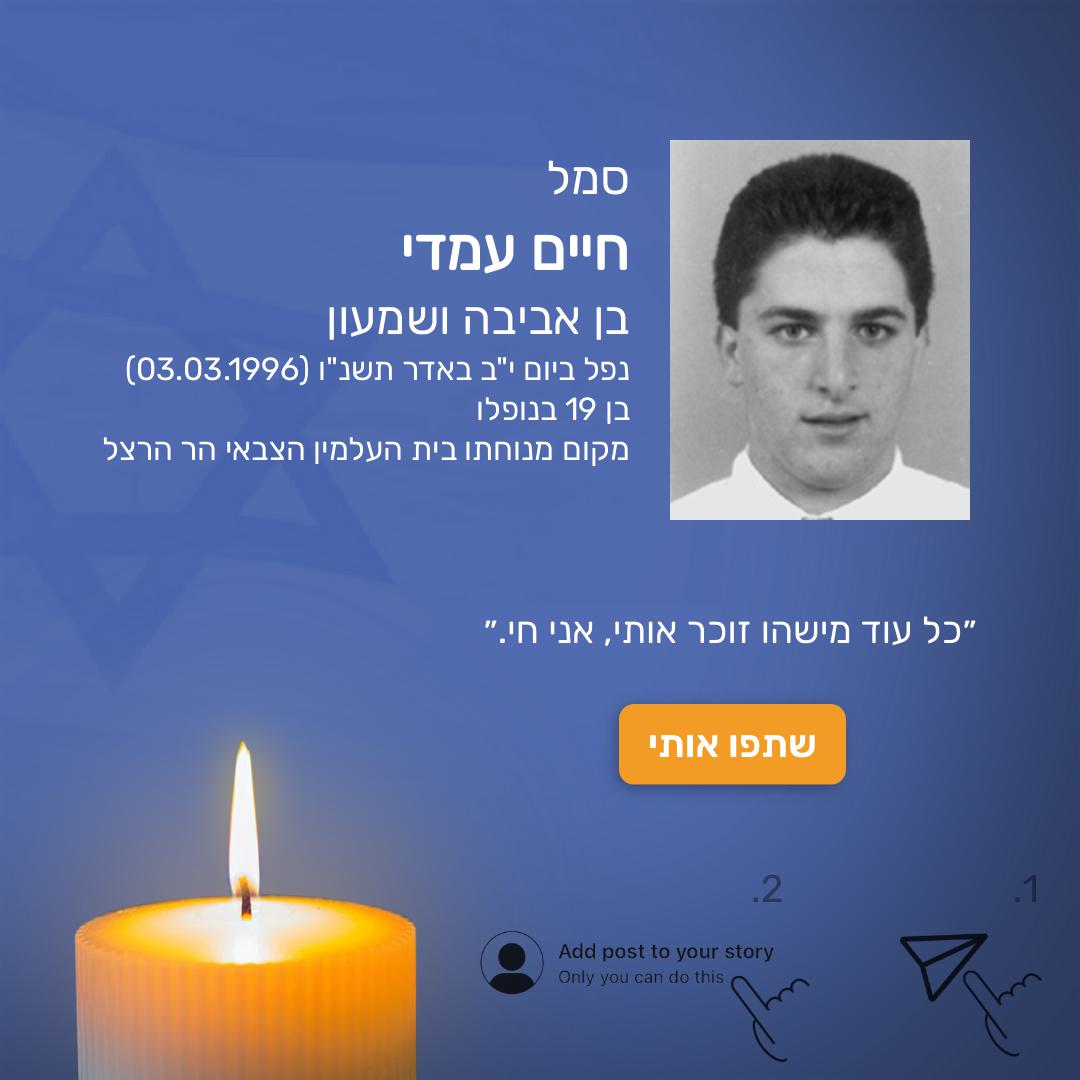 סמל
חיים עמדי
בן אביבה ושמעון
נפל ביום י"ב באדר תשנ"ו (03.03.1996)
בן 19 בנופלו
מקום מנוחתו בית העלמין הצבאי הר הרצל
״כל עוד מישהו זוכר אותי, אני חי.״
שתפו אותי
1.
2.
Add post to your story
Only you can do this